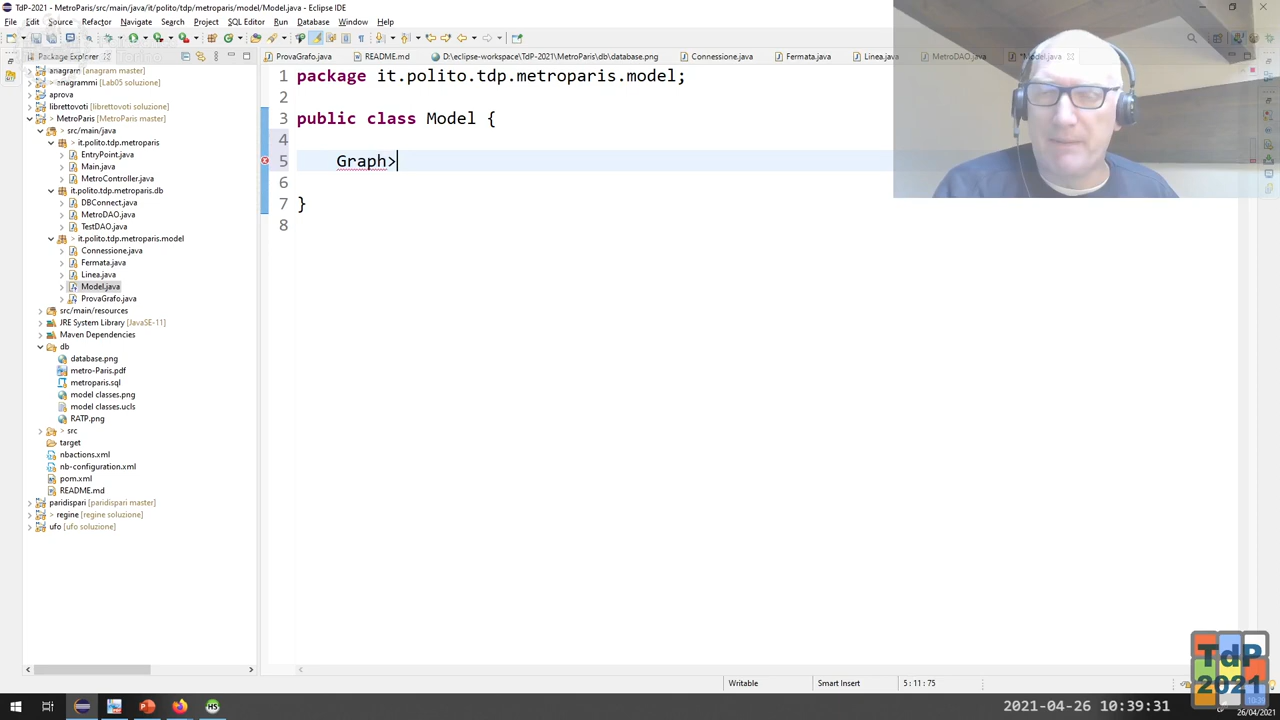 TdP-2021 - MetroParis/src/main/java/it/polito/tdp/metroparis/model/Model.java - Eclipse IDE
File Edit Source Refactor Navigate Search Project SQL Editor Run Database Window Help
Package Explorer
ProvaGrafo.java
README.md
D:\eclipse-workspace\TdP-2021\MetroParis\db\database.png
Connessione.java
Fermata.java
Linea.java
MetroDAO.java
*Model.java
anagram [anagram master]
> anagrammi [Lab05 soluzione]
aprova
librettovoti [librettovoti soluzione]
> MetroParis [MetroParis master]
> src/main/java
> it.polito.tdp.metroparis
EntryPoint.java
Main.java
MetroController.java
> it.polito.tdp.metroparis.db
DBConnect.java
MetroDAO.java
TestDAO.java
> it.polito.tdp.metroparis.model
Connessione.java
Fermata.java
Linea.java
Model.java
ProvaGrafo.java
src/main/resources
JRE System Library [JavaSE-11]
Maven Dependencies
db
database.png
metro-Paris.pdf
metroparis.sql
model classes.png
model classes.ucls
RATP.png
> src
target
nbactions.xml
nb-configuration.xml
pom.xml
README.md
paridispari [paridispari master]
> regine [regine soluzione]
ufo [ufo soluzione]
1 package it.polito.tdp.metroparis.model;
2
3 public class Model {
4
5 Graph>
6
7 }
8
Writable
Smart Insert
5 : 11 : 75
TdP
2021
2021-04-26 10:39:31
10:39
26/04/2021